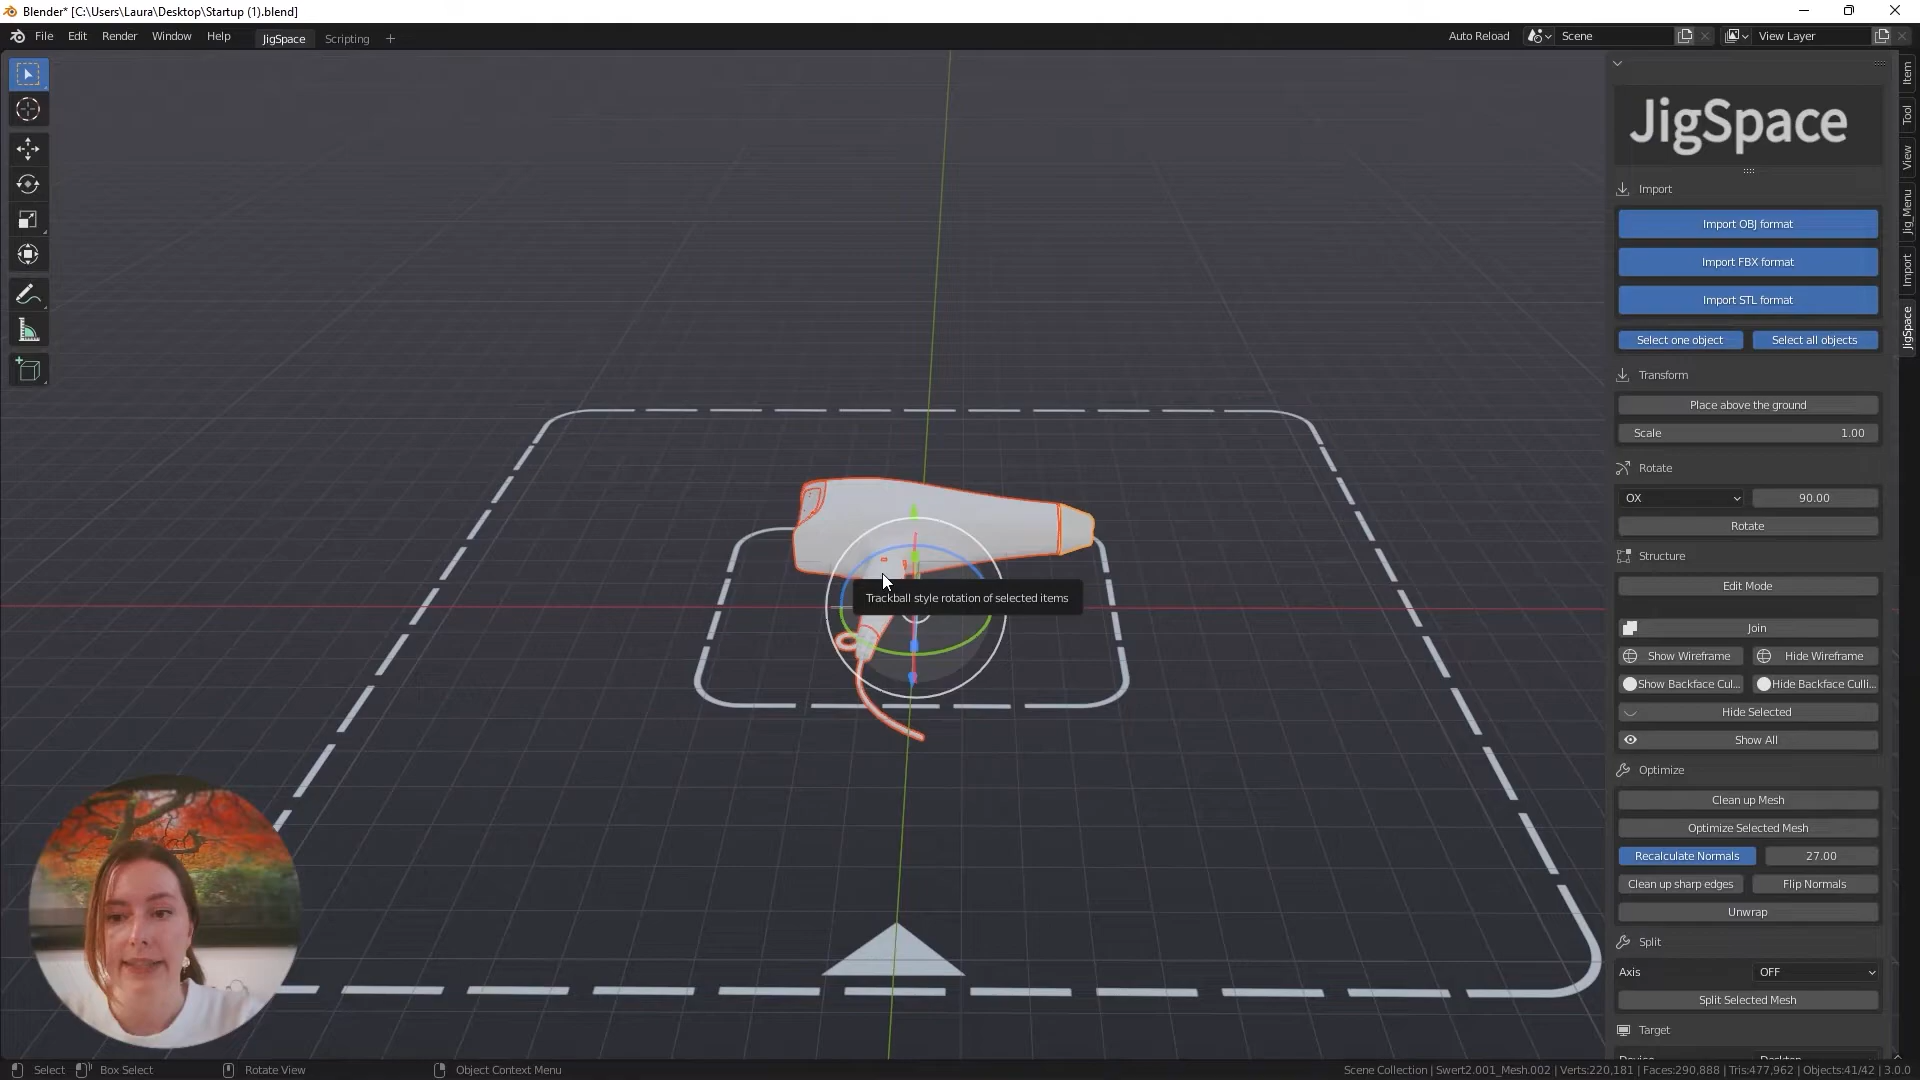 Blender* [C:\Users\Laura\Desktop\Startup (1).blend]
File Edit Render Window Help JigSpace Scripting +
Auto Reload Scene View Layer
JigSpace
Import
Import OBJ format
Import FBX format
Import STL format
Select one object Select all objects
Transform
Place above the ground
Scale 1.00
Rotate
OX 90.00
Rotate
Structure
Edit Mode
Join
Show Wireframe Hide Wireframe
Show Backface Cul... Hide Backface Culli...
Hide Selected
Show All
Optimize
Clean up Mesh
Optimize Selected Mesh
Recalculate Normals 27.00
Clean up sharp edges Flip Normals
Unwrap
Split
Axis OFF
Split Selected Mesh
Target
Item
Tool
View
Jig_Menu
Import
JigSpace
Trackball style rotation of selected items
Select Box Select Rotate View Object Context Menu
Scene Collection | Swert2.001_Mesh.002 | Verts:220,181 | Faces:290,888 | Tris:477,962 | Objects:41/42 | 3.0.0